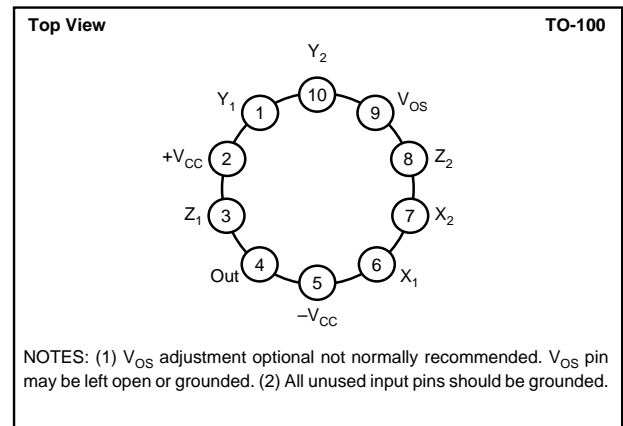 Top View TO-100
Y2
10
Y1 1 9 VOS
+VCC 2 8 Z2
Z1 3 7 X2
Out 4 6 X1
5
–VCC
NOTES: (1) VOS adjustment optional not normally recommended. VOS pin
may be left open or grounded. (2) All unused input pins should be grounded.